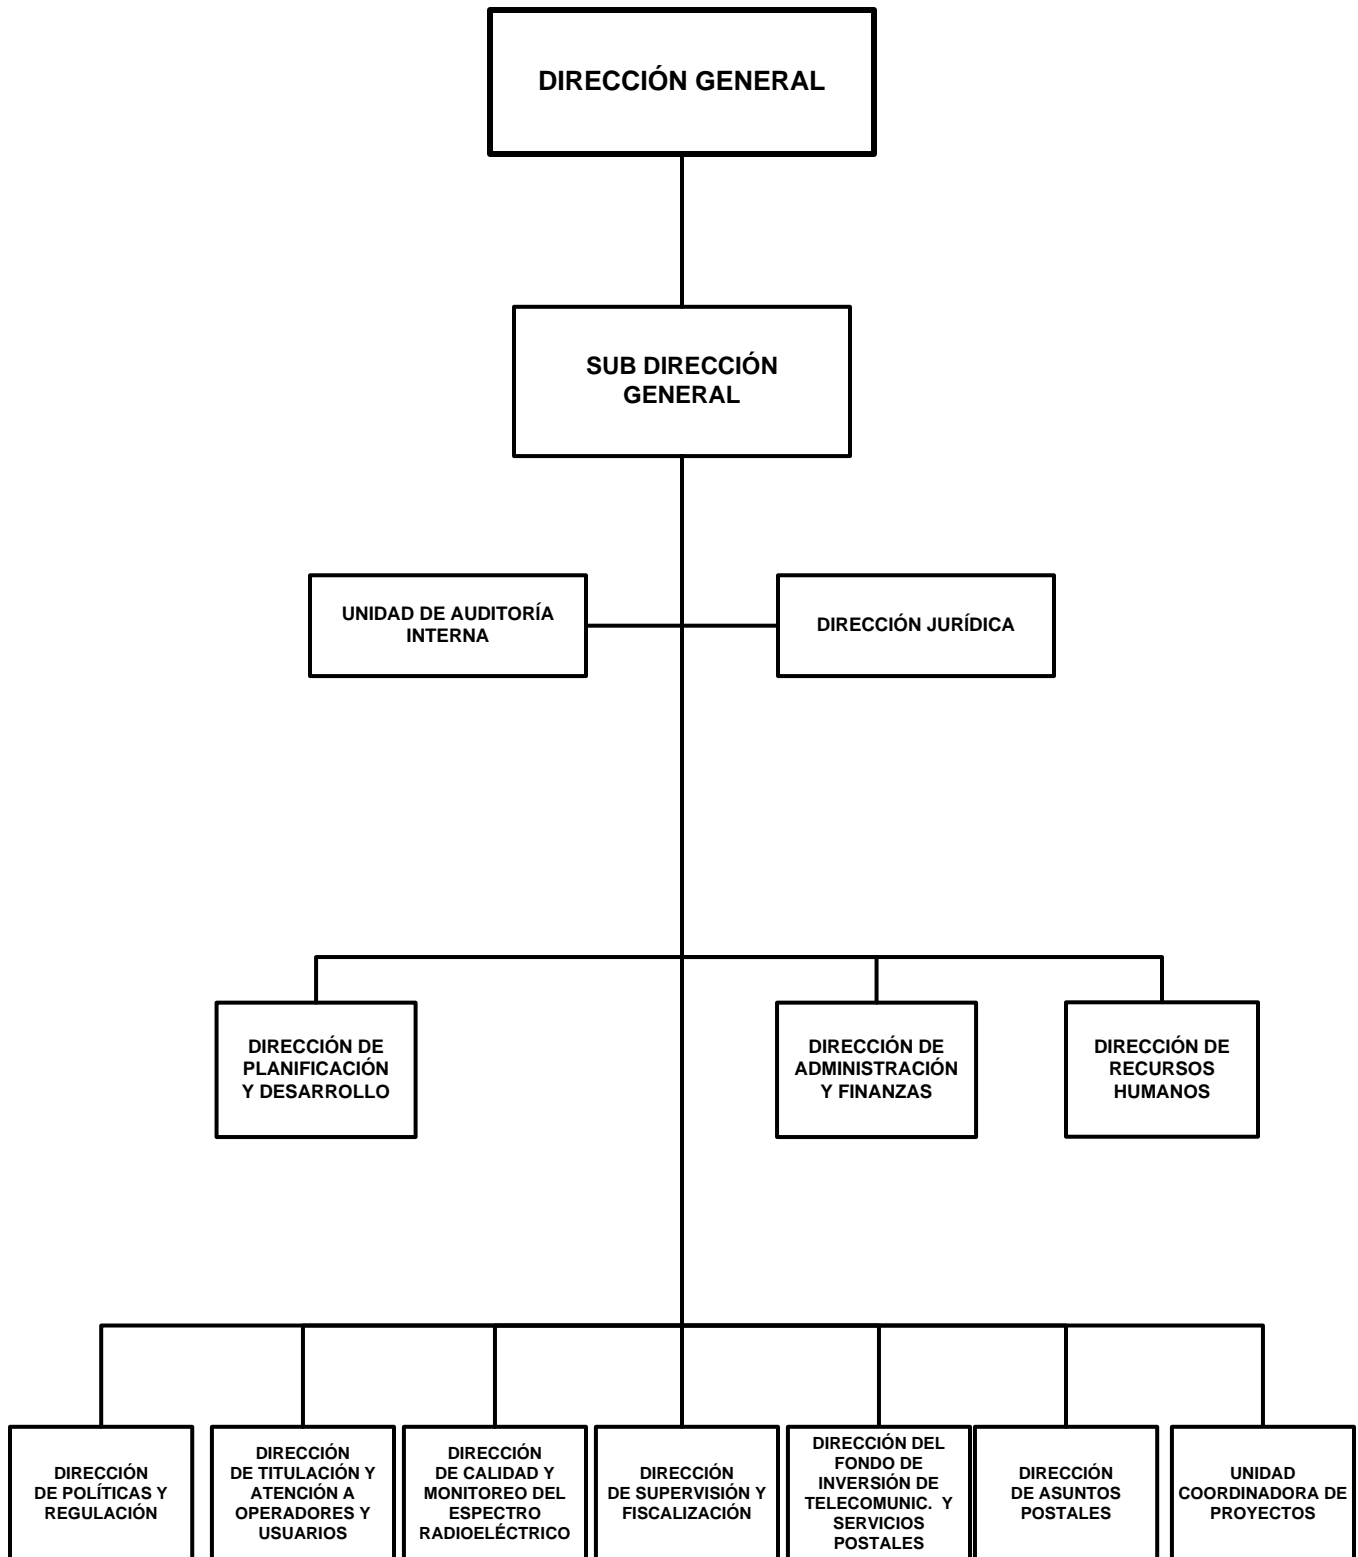 DIRECCIÓN GENERAL
SUB DIRECCIÓN
GENERAL
UNIDAD DE AUDITORÍA
INTERNA
DIRECCIÓN JURÍDICA
DIRECCIÓN DE
PLANIFICACIÓN
Y DESARROLLO
DIRECCIÓN DE
ADMINISTRACIÓN
Y FINANZAS
DIRECCIÓN DE
RECURSOS
HUMANOS
DIRECCIÓN
DE POLÍTICAS Y
REGULACIÓN
DIRECCIÓN
DE TITULACIÓN Y
ATENCIÓN A
OPERADORES Y
USUARIOS
DIRECCIÓN
DE CALIDAD Y
MONITOREO DEL
ESPECTRO
RADIOELÉCTRICO
DIRECCIÓN
DE SUPERVISIÓN Y
FISCALIZACIÓN
DIRECCIÓN DEL
FONDO DE
INVERSIÓN DE
TELECOMUNIC. Y
SERVICIOS
POSTALES
DIRECCIÓN
DE ASUNTOS
POSTALES
UNIDAD
COORDINADORA DE
PROYECTOS